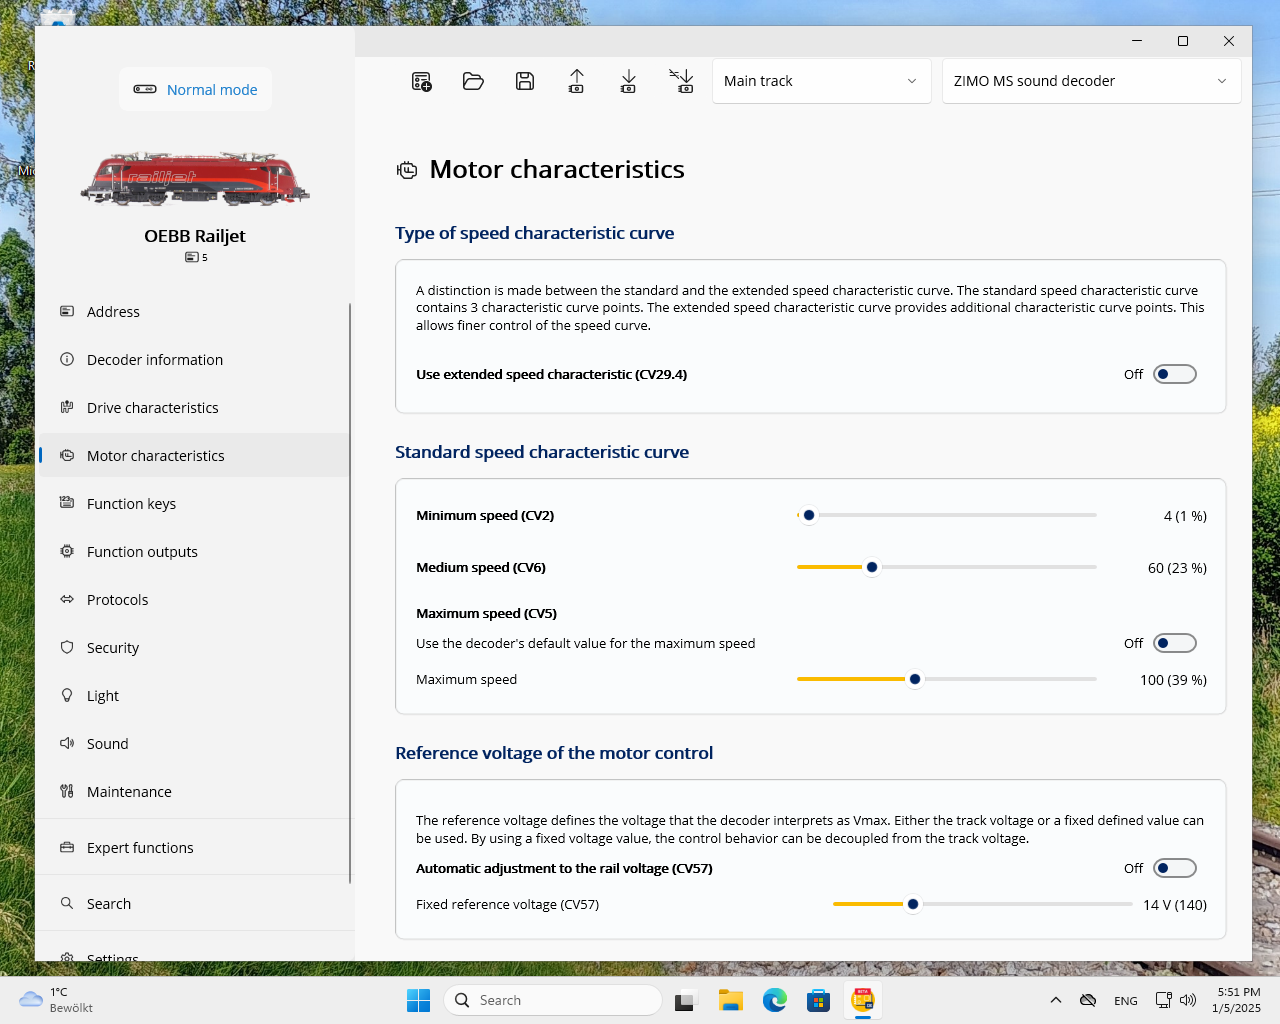 Normal mode
Main track
ZIMO MS sound decoder
railjet
OEBB Railjet
5
Address
Decoder information
Drive characteristics
Motor characteristics
Function keys
Function outputs
Protocols
Security
Light
Sound
Maintenance
Expert functions
Search
Settings
Motor characteristics
Type of speed characteristic curve
A distinction is made between the standard and the extended speed characteristic curve. The standard speed characteristic curve
contains 3 characteristic curve points. The extended speed characteristic curve provides additional characteristic curve points. This
allows finer control of the speed curve.
Use extended speed characteristic (CV29.4)
Off
Standard speed characteristic curve
Minimum speed (CV2)
4 (1 %)
Medium speed (CV6)
60 (23 %)
Maximum speed (CV5)
Use the decoder's default value for the maximum speed
Off
Maximum speed
100 (39 %)
Reference voltage of the motor control
The reference voltage defines the voltage that the decoder interprets as Vmax. Either the track voltage or a fixed defined value can
be used. By using a fixed voltage value, the control behavior can be decoupled from the track voltage.
Automatic adjustment to the rail voltage (CV57)
Off
Fixed reference voltage (CV57)
14 V (140)
1°C
Bewölkt
Search
ENG
5:51 PM
1/5/2025